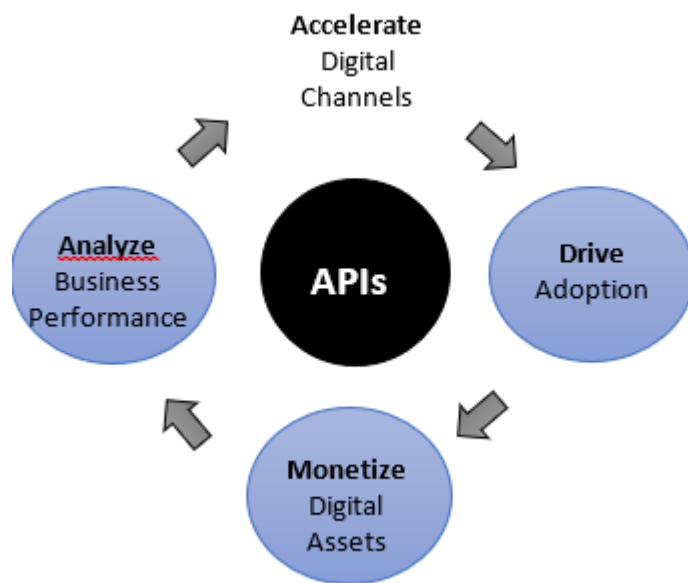 Accelerate
Digital
Channels
Analyze
Business
Performance
APIs
Drive
Adoption
Monetize
Digital
Assets